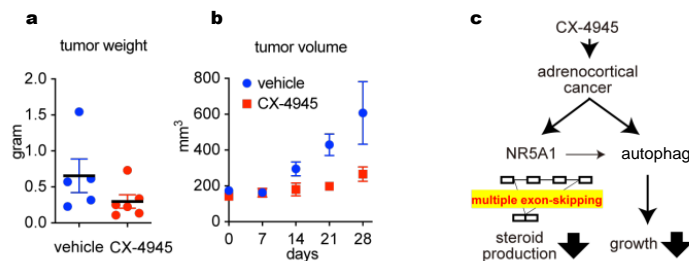 a
tumor weight
2.0
1.5
1.0
0.5
0.0
gram
vehicle CX-4945
b
tumor volume
800
600
400
200
0
mm3
vehicle
CX-4945
0 7 14 21 28
days
c
CX-4945
adrenocortical
cancer
NR5A1
autophag
multiple exon-skipping
steroid
production
growth